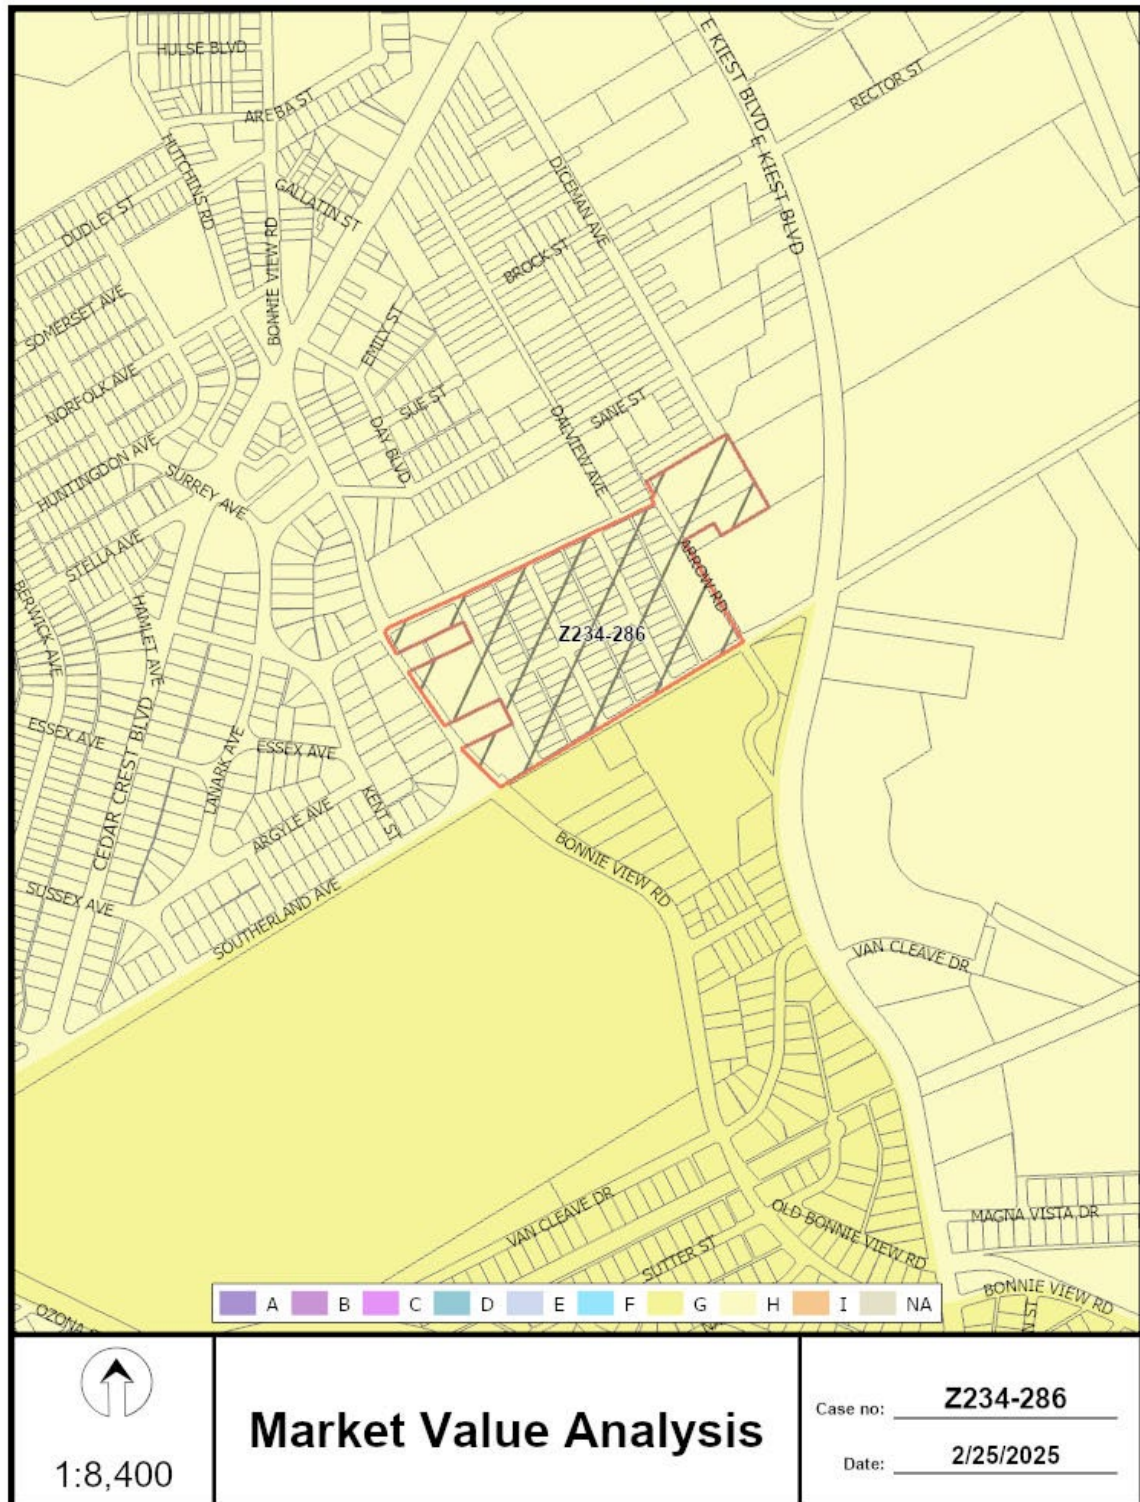 HULSE BLVD
AREBA ST
HUTCHINS RD
GALLATIN ST
DUDLEY ST
BONNIE VIEW RD
E KIEST BLVD
E KIEST BLVD
RECTOR ST
DICEMAN AVE
BROCK ST
SOMERSET AVE
EMILY ST
NORFOLK AVE
SUE ST
SANE ST
DAY BLVD
DALVIEW AVE
HUNTINGDON AVE
SURREY AVE
STELLA AVE
ARROW RD
BERWICK AVE
HAMLET AVE
Z234-286
ESSEX AVE
CEDAR CREST BLVD
LANARK AVE
ESSEX AVE
ARGYLE AVE
KENT ST
BONNIE VIEW RD
SUSSEX AVE
SOUTHERLAND AVE
VAN CLEAVE DR
VAN CLEAVE DR
OLD BONNIE VIEW RD
MAGNA VISTA DR
SUTTER ST
BONNIE VIEW RD
OZONA
A B C D E F G H I NA
1:8,400
Market Value Analysis
Case no: Z234-286
Date: 2/25/2025